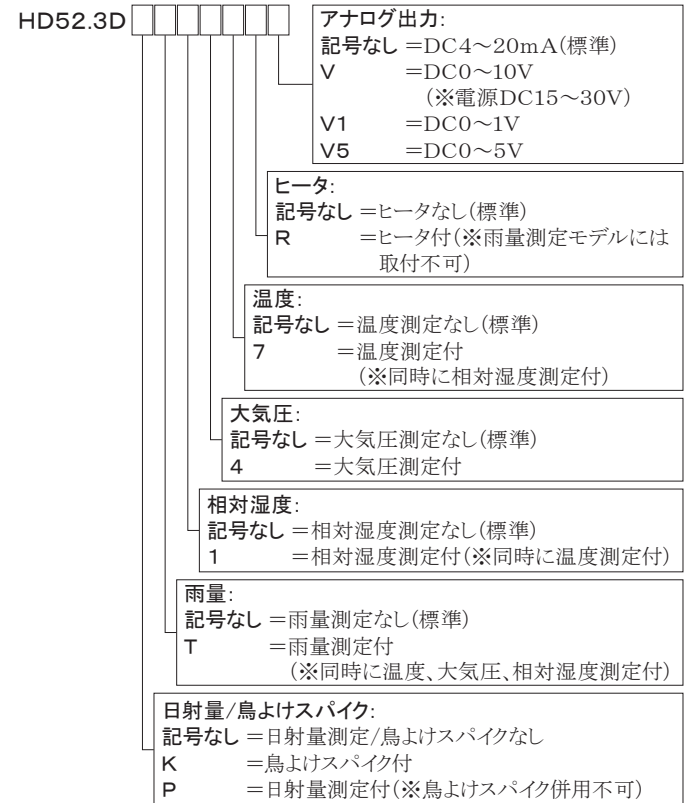 HD52.3D
アナログ出力:
記号なし =DC4～20mA(標準)
V =DC0～10V
(※電源DC15～30V)
V1 =DC0～1V
V5 =DC0～5V
ヒータ:
記号なし =ヒータなし(標準)
R =ヒータ付(※雨量測定モデルには
取付不可)
温度:
記号なし =温度測定なし(標準)
7 =温度測定付
(※同時に相対湿度測定付)
大気圧:
記号なし =大気圧測定なし(標準)
4 =大気圧測定付
相対湿度:
記号なし =相対湿度測定なし(標準)
1 =相対湿度測定付(※同時に温度測定付)
雨量:
記号なし =雨量測定なし(標準)
T =雨量測定付
(※同時に温度、大気圧、相対湿度測定付)
日射量/鳥よけスパイク:
記号なし =日射量測定/鳥よけスパイクなし
K =鳥よけスパイク付
P =日射量測定付(※鳥よけスパイク併用不可)